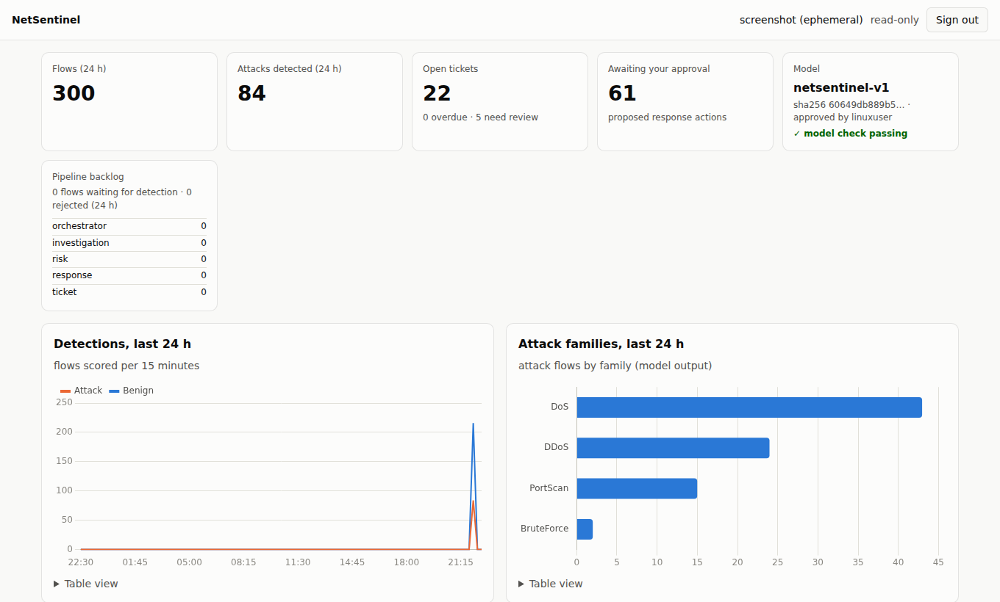 NetSentinel
screenshot (ephemeral) read-only Sign out
Flows (24 h)
300
Attacks detected (24 h)
84
Open tickets
22
0 overdue · 5 need review
Awaiting your approval
61
proposed response actions
Model
netsentinel-v1
sha256 60649db889b5… ·
approved by linuxuser
✓ model check passing
Pipeline backlog
0 flows waiting for detection · 0
rejected (24 h)
orchestrator 0
investigation 0
risk 0
response 0
ticket 0
Detections, last 24 h
flows scored per 15 minutes
Attack Benign
250
200
150
100
50
0
22:30 01:45 05:00 08:15 11:30 14:45 18:00 21:15
▶ Table view
Attack families, last 24 h
attack flows by family (model output)
DoS
DDoS
PortScan
BruteForce
0 5 10 15 20 25 30 35 40 45
▶ Table view